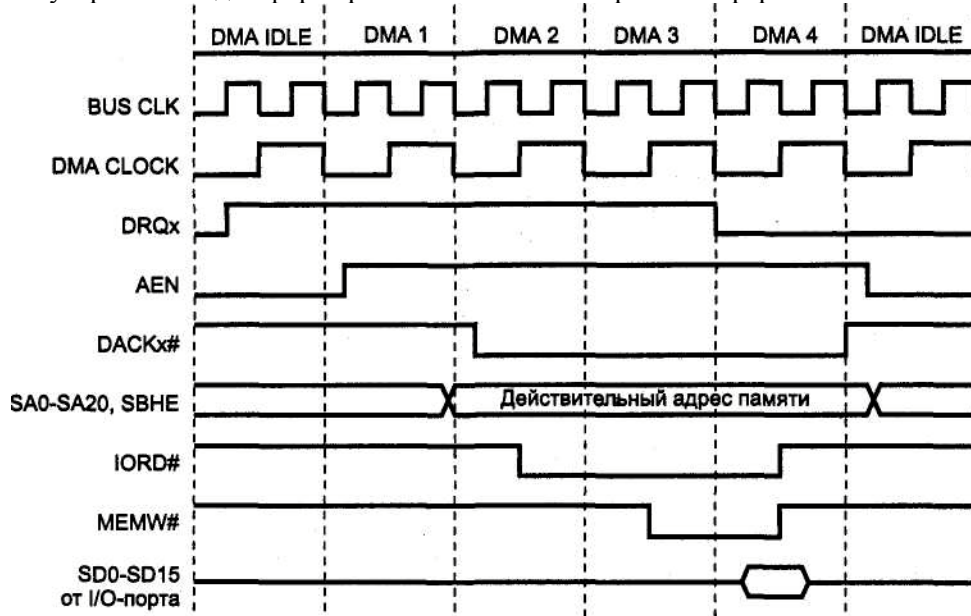 DMA IDLE DMA 1 DMA 2 DMA 3 DMA 4 DMA IDLE
BUS CLK
DMA CLOCK
DRQx
AEN
DACKx#
SA0-SA20, SBHE Действительный адрес памяти
IORD#
MEMW#
SD0-SD15
от I/O-порта